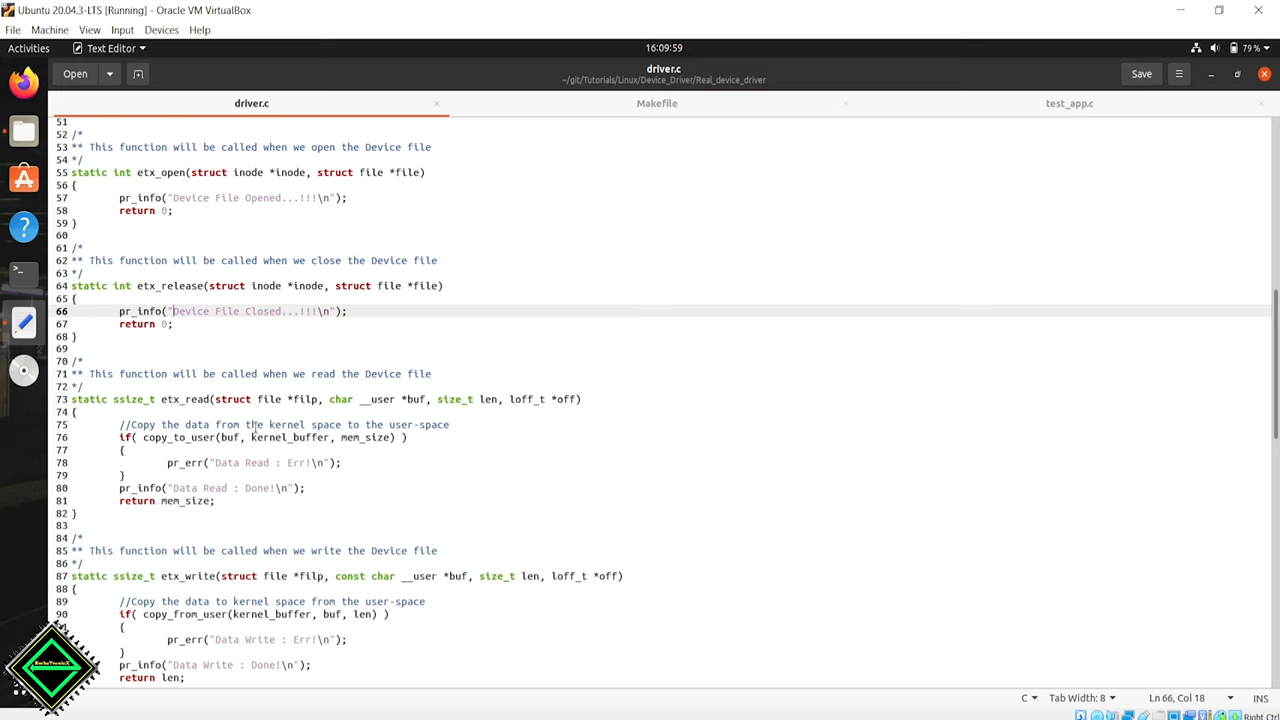 Ubuntu 20.04.3-LTS [Running] - Oracle VM VirtualBox
File Machine View Input Devices Help
Activities Text Editor 16:09:59 79 %
Open driver.c Save
~/git/Tutorials/Linux/Device_Driver/Real_device_driver
driver.c Makefile test_app.c
51
52 /*
53 ** This function will be called when we open the Device file
54 */
55 static int etx_open(struct inode *inode, struct file *file)
56 {
57 pr_info("Device File Opened...!!!\n");
58 return 0;
59 }
60
61 /*
62 ** This function will be called when we close the Device file
63 */
64 static int etx_release(struct inode *inode, struct file *file)
65 {
66 pr_info("Device File Closed...!!!\n");
67 return 0;
68 }
69
70 /*
71 ** This function will be called when we read the Device file
72 */
73 static ssize_t etx_read(struct file *filp, char __user *buf, size_t len, loff_t *off)
74 {
75 //Copy the data from the kernel space to the user-space
76 if( copy_to_user(buf, kernel_buffer, mem_size) )
77 {
78 pr_err("Data Read : Err!\n");
79 }
80 pr_info("Data Read : Done!\n");
81 return mem_size;
82 }
83
84 /*
85 ** This function will be called when we write the Device file
86 */
87 static ssize_t etx_write(struct file *filp, const char __user *buf, size_t len, loff_t *off)
88 {
89 //Copy the data to kernel space from the user-space
90 if( copy_from_user(kernel_buffer, buf, len) )
{
pr_err("Data Write : Err!\n");
}
pr_info("Data Write : Done!\n");
return len;
EmbeTronicX
C Tab Width: 8 Ln 66, Col 18 INS
Right Ctrl